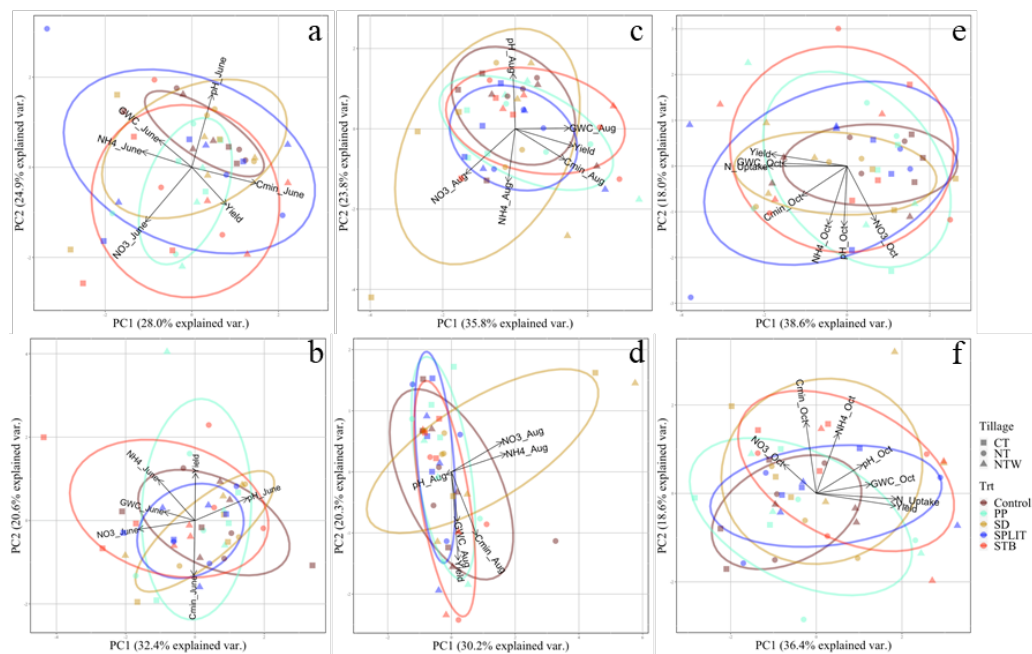 a
pH_June
GWC_June
NH4_June
Cmin_June
Yield
NO3_June
PC2 (24.9% explained var.)
PC1 (28.0% explained var.)
c
pH_Aug
GWC_Aug
Yield
Cmin_Aug
NO3_Aug
NH4_Aug
PC2 (23.8% explained var.)
PC1 (35.8% explained var.)
e
Yield
GWC_Oct
N_Uptake
Cmin_Oct
NH4_Oct
pH_Oct
NO3_Oct
PC2 (18.0% explained var.)
PC1 (38.6% explained var.)
b
NH4_June
Yield
GWC_June
pH_June
NO3_June
Cmin_June
PC2 (20.6% explained var.)
PC1 (32.4% explained var.)
d
NO3_Aug
NH4_Aug
pH_Aug
GWC_Aug
Cmin_Aug
Yield
PC2 (20.3% explained var.)
PC1 (30.2% explained var.)
f
Cmin_Oct
NH4_Oct
NO3_Oct
pH_Oct
GWC_Oct
N_Uptake
Yield
PC2 (18.6% explained var.)
PC1 (36.4% explained var.)
Tillage
CT
NT
NTW
Trt
Control
PP
SD
SPLIT
STB